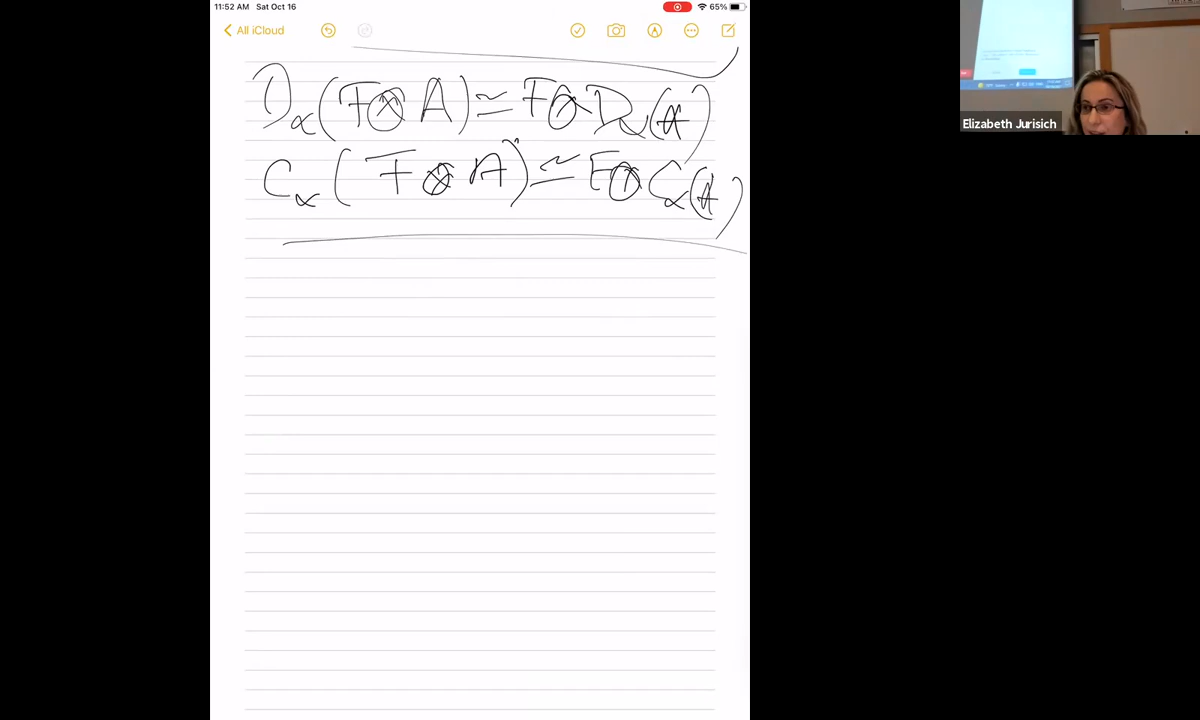 11:52 AM Sat Oct 16
65%
All iCloud
D_α(F⊗A)≃F⊗D_α(A)
C_α(F⊗A)≃F⊗C_α(A)
Elizabeth Jurisich